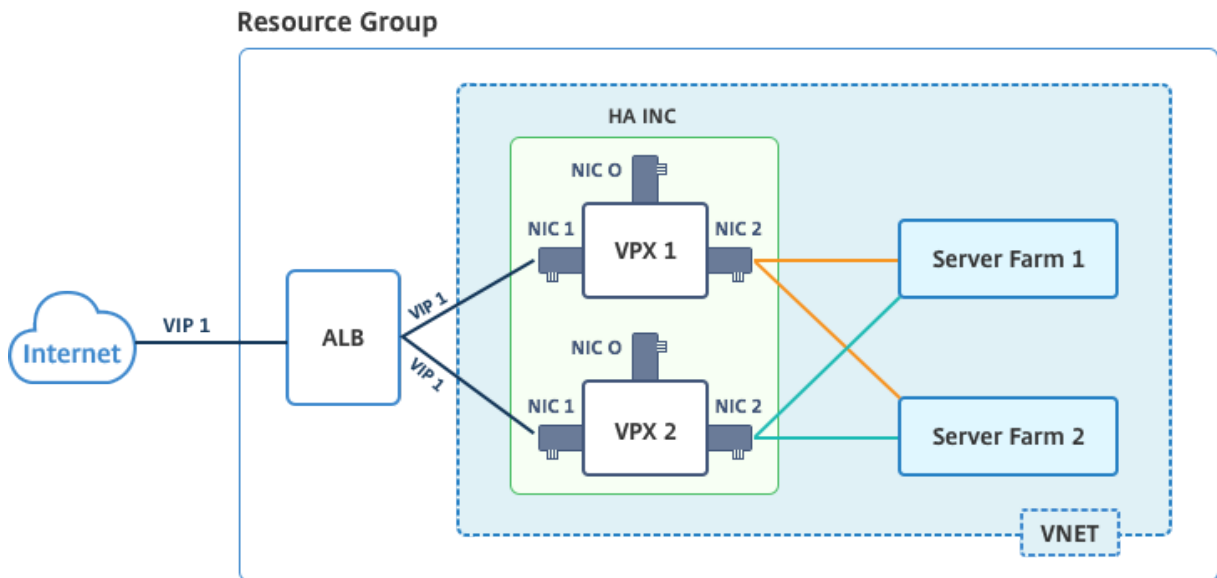 Resource Group
HA INC
NIC O
NIC 1
VPX 1
NIC 2
Server Farm 1
VIP 1
VIP 1
ALB
Internet
VIP 1
NIC O
NIC 1
VPX 2
NIC 2
Server Farm 2
VNET